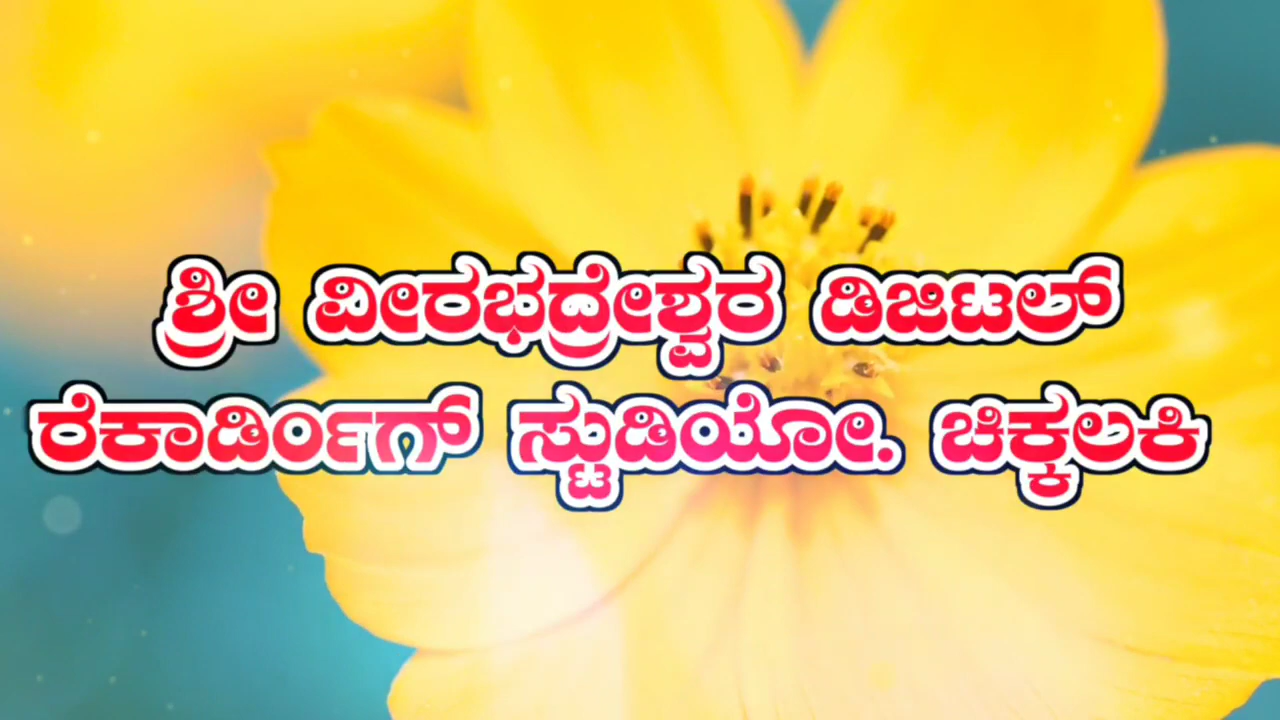 ಶ್ರೀ ವೀರಭದ್ರೇಶ್ವರ ಡಿಜಿಟಲ್
ರೆಕಾರ್ಡಿಂಗ್ ಸ್ಟುಡಿಯೋ. ಚಿಕ್ಕಲಕಿ